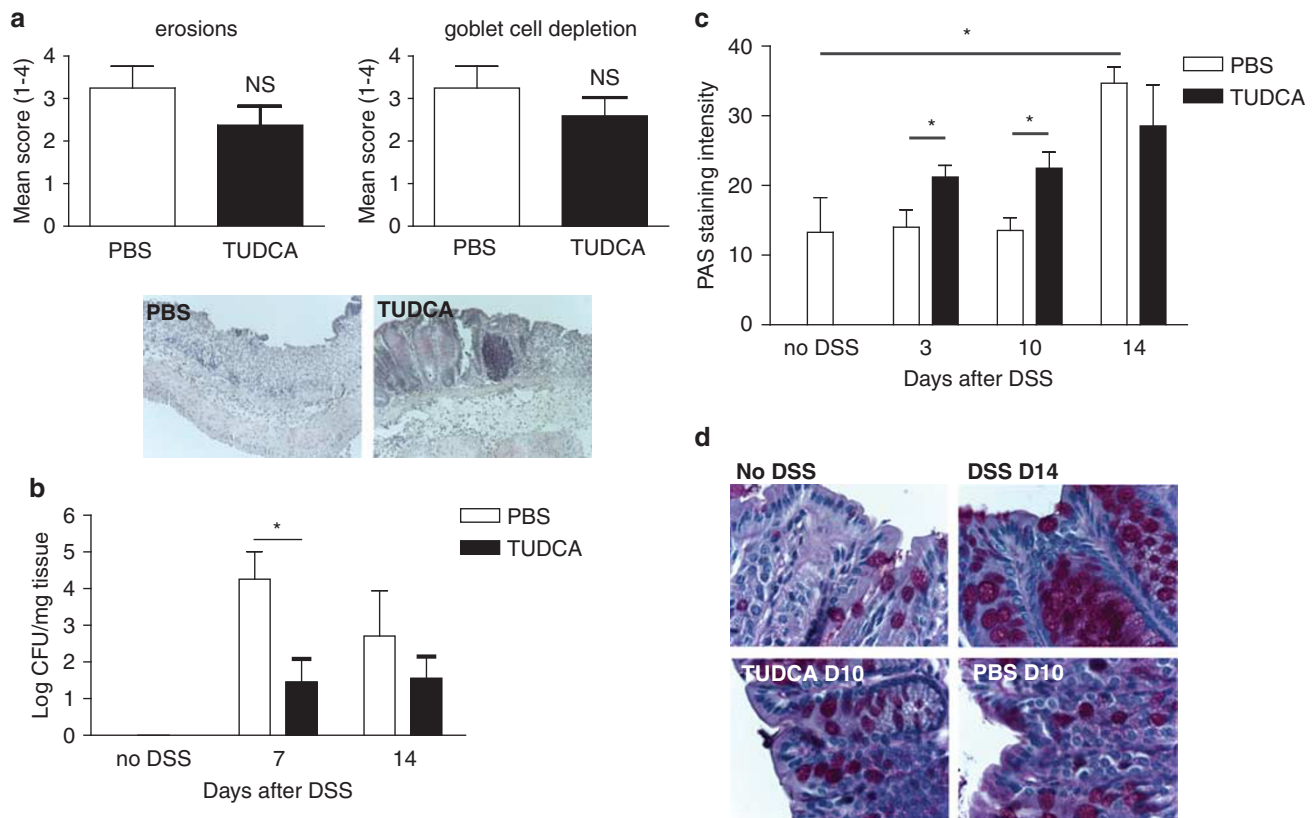 a
erosions
Mean score (1-4)
4
3
2
1
0
NS
PBS
TUDCA
goblet cell depletion
Mean score (1-4)
4
3
2
1
0
NS
PBS
TUDCA
PBS
TUDCA
b
Log CFU/mg tissue
6
5
4
3
2
1
0
*
PBS
TUDCA
no DSS
7
14
Days after DSS
c
PAS staining intensity
40
30
20
10
0
*
*
*
PBS
TUDCA
no DSS
3
10
14
Days after DSS
d
No DSS
DSS D14
TUDCA D10
PBS D10